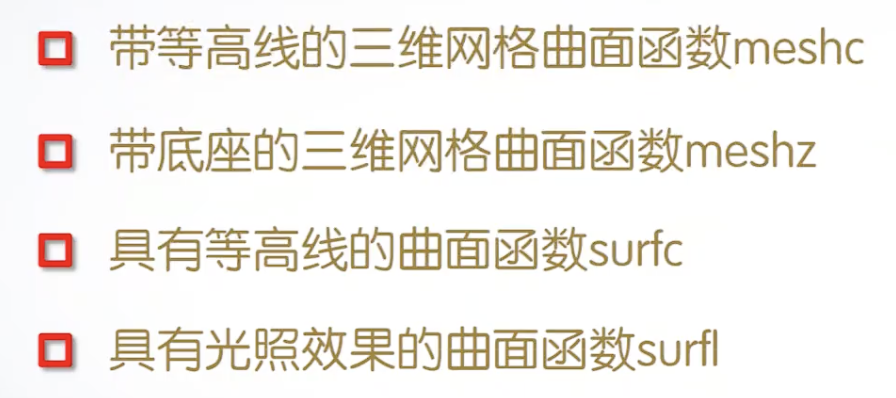 带等高线的三维网格曲面函数meshc
带底座的三维网格曲面函数meshz
具有等高线的曲面函数surfc
具有光照效果的曲面函数surfl